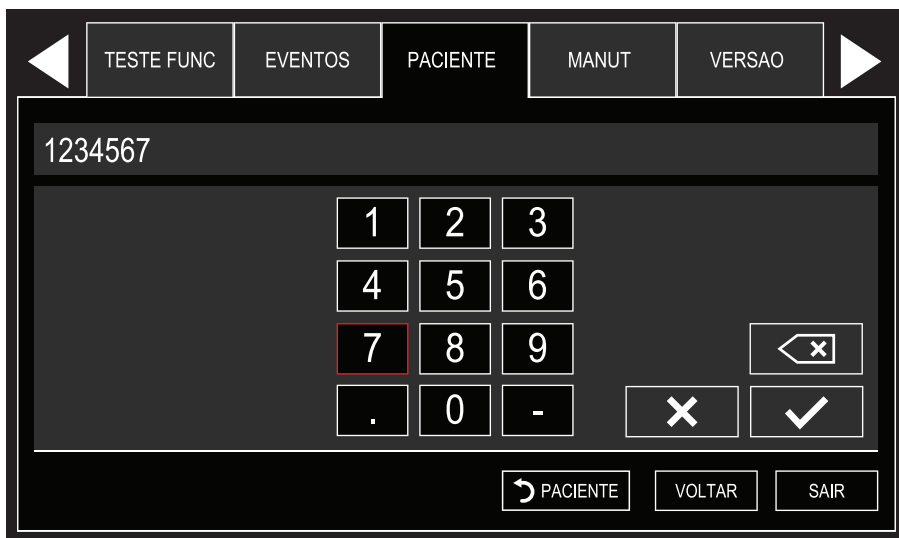 TESTE FUNC EVENTOS PACIENTE MANUT VERSAO
1234567
1 2 3
4 5 6
7 8 9
. 0 -
PACIENTE VOLTAR SAIR